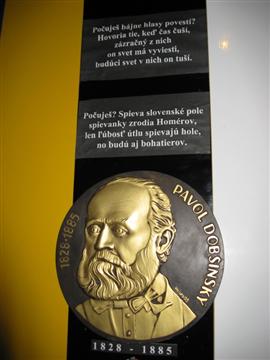 Počuješ bájne hlasy povestí?
Hovoria tie, keď čas čuší,
zázračný z nich
on svet má vyviesti,
budúci svet v nich on tuší.
Počuješ? Spieva slovenské pole
spievanky zrodia Homérov,
len ľúbosť útlu spievajú hole,
no budú aj bohatierov.
1828-1885
PAVOL DOBŠINSKÝ
1828 - 1885